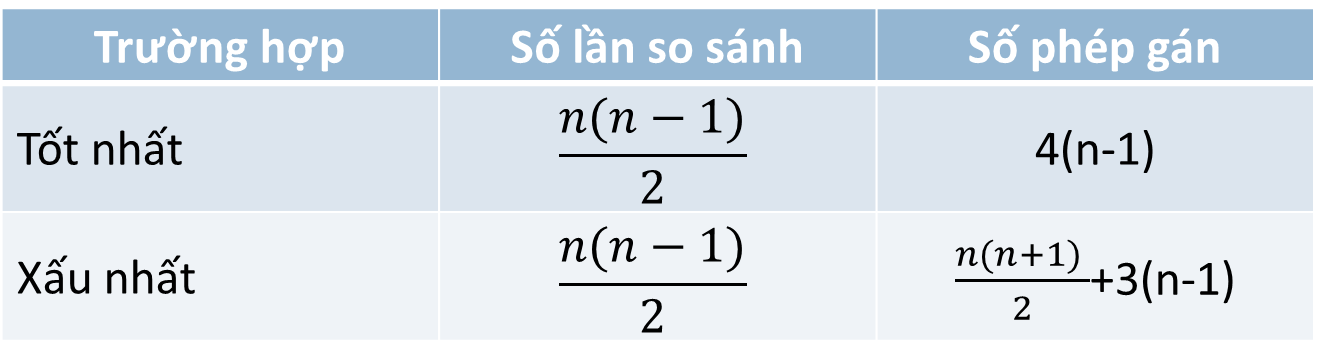 Trường hợp Số lần so sánh Số phép gán
Tốt nhất n(n − 1)/2 4(n-1)
Xấu nhất n(n − 1)/2 n(n+1)/2 +3(n-1)